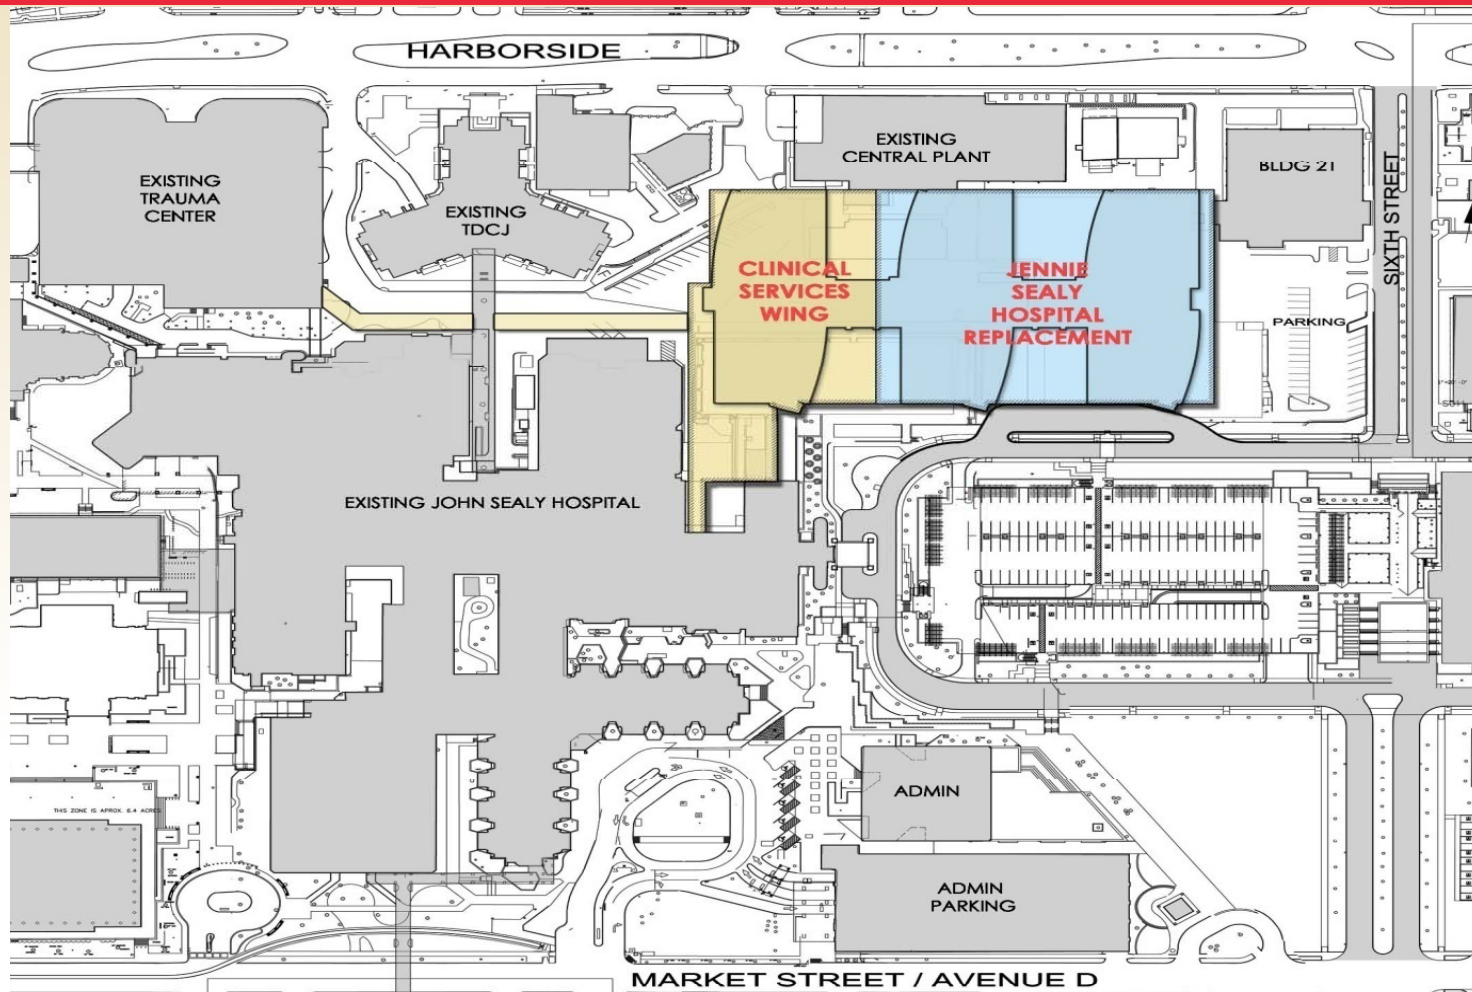 HARBORSIDE
EXISTING
CENTRAL PLANT
BLDG 21
EXISTING
TRAUMA
CENTER
EXISTING
TDCJ
SIXTH STREET
CLINICAL
SERVICES
WING
JENNIE
SEALY
HOSPITAL
REPLACEMENT
PARKING
EXISTING JOHN SEALY HOSPITAL
ADMIN
THIS ZONE IS APROX. 6.4 ACRES
ADMIN
PARKING
MARKET STREET / AVENUE D